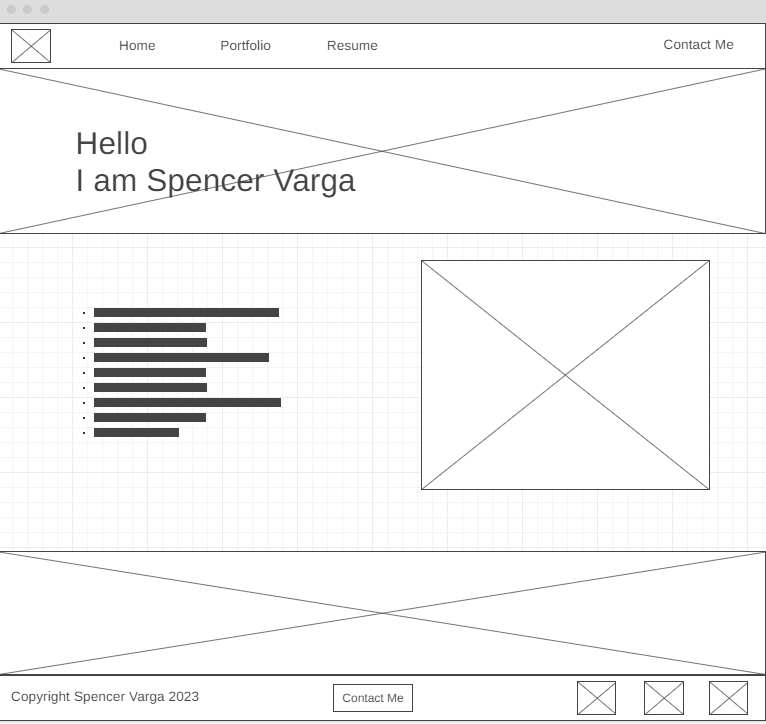 Home Portfolio Resume Contact Me
Hello
I am Spencer Varga
Copyright Spencer Varga 2023
Contact Me